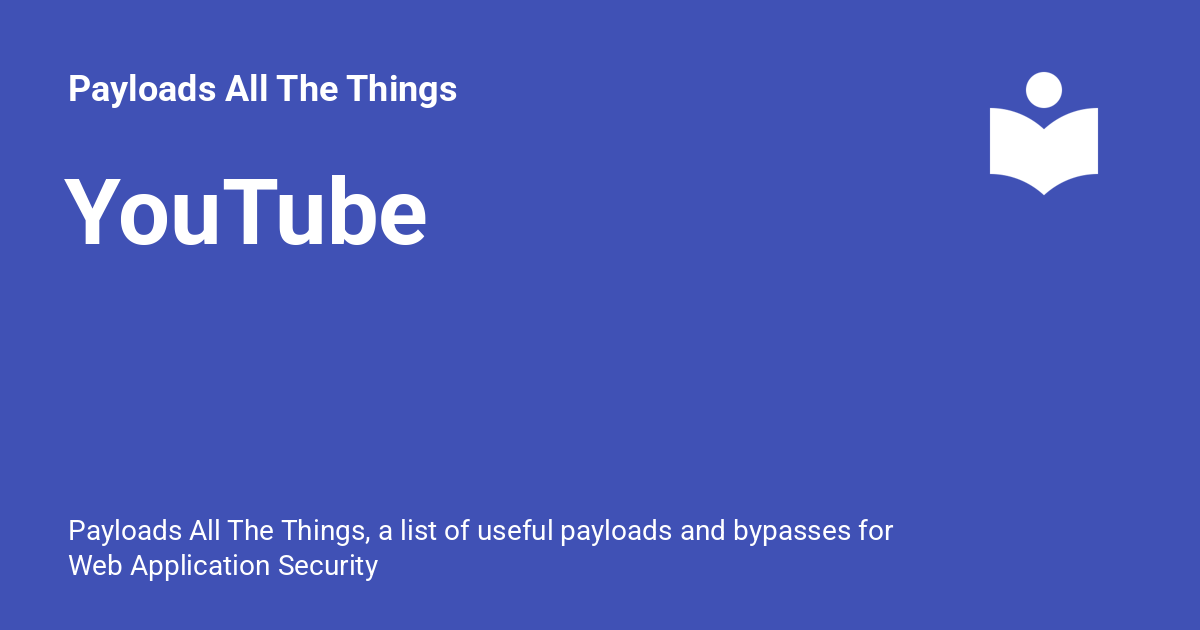 Payloads All The Things
YouTube
Payloads All The Things, a list of useful payloads and bypasses for
Web Application Security